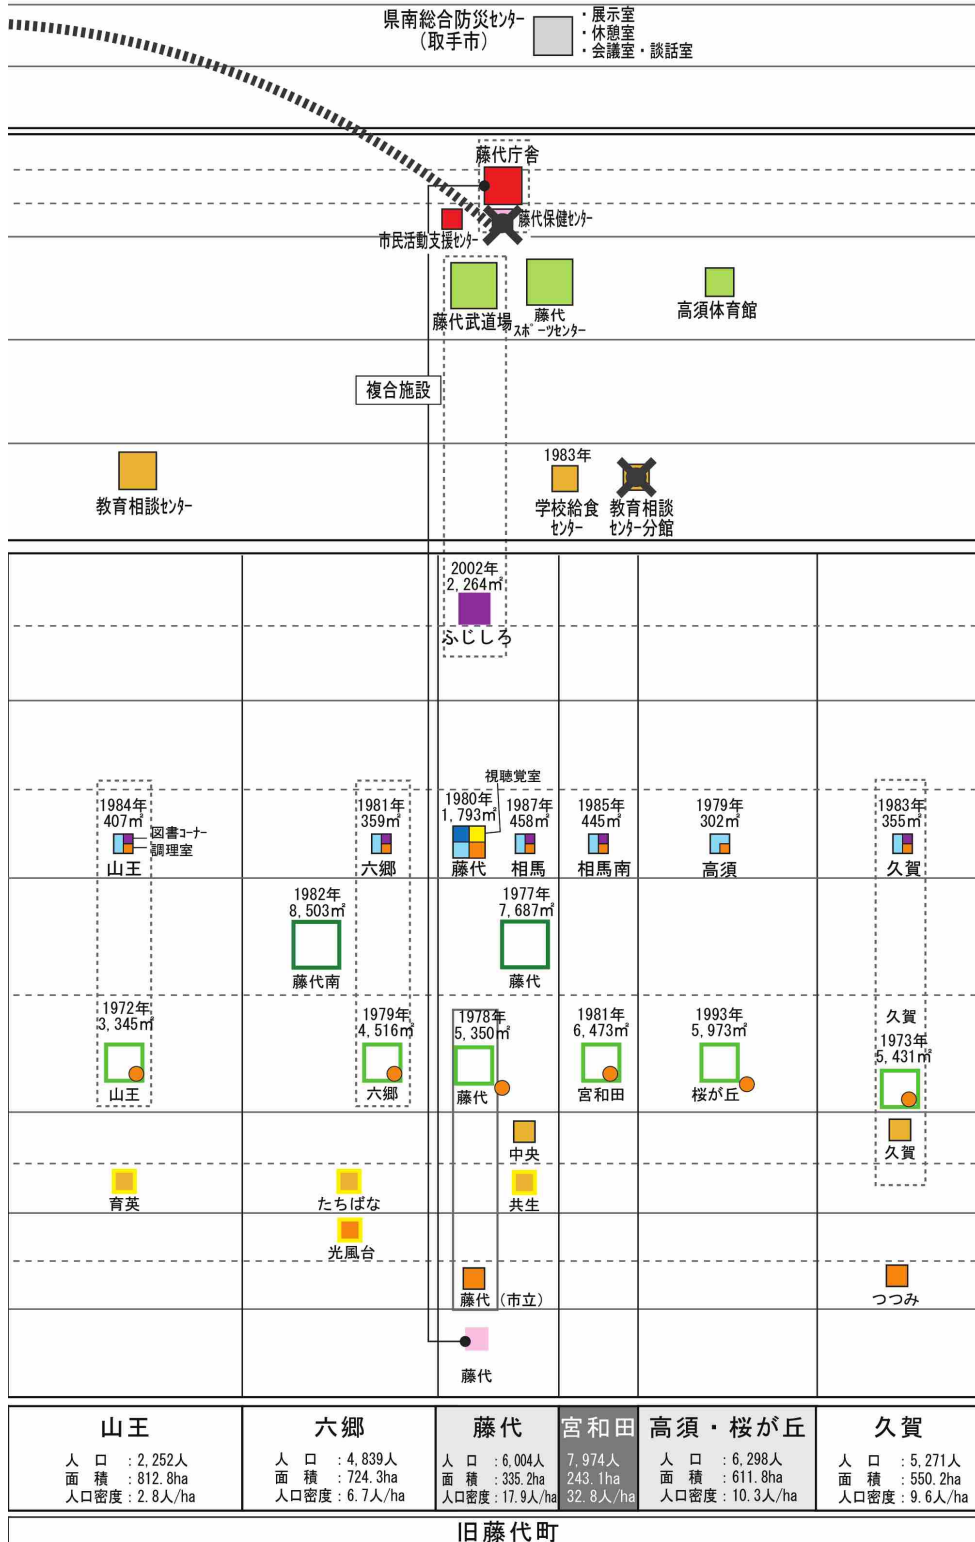 県南総合防災センター
(取手市)
・展示室
・休憩室
・会議室・談話室
藤代庁舎
藤代保健センター
市民活動支援センター
藤代武道場
藤代
スポーツセンター
高須体育館
複合施設
教育相談センター
1983年
学校給食
センター
教育相談
センター分館
2002年
2,264㎡
ふじしろ
視聴覚室
1984年
407㎡
図書コーナー
調理室
山王
1981年
359㎡
六郷
1980年
1,793㎡
藤代
1987年
458㎡
相馬
1985年
445㎡
相馬南
1979年
302㎡
高須
1983年
355㎡
久賀
1982年
8,503㎡
藤代南
1977年
7,687㎡
藤代
1972年
3,345㎡
山王
1979年
4,516㎡
六郷
1978年
5,350㎡
藤代
1981年
6,473㎡
宮和田
1993年
5,973㎡
桜が丘
久賀
1973年
5,431㎡
中央
久賀
育英
たちばな
共生
光風台
藤代(市立)
つつみ
藤代
山王
人口:2,252人
面積:812.8ha
人口密度:2.8人/ha
六郷
人口:4,839人
面積:724.3ha
人口密度:6.7人/ha
藤代
人口:6,004人
面積:335.2ha
人口密度:17.9人/ha
宮和田
7,974人
243.1ha
32.8人/ha
高須・桜が丘
人口:6,298人
面積:611.8ha
人口密度:10.3人/ha
久賀
人口:5,271人
面積:550.2ha
人口密度:9.6人/ha
旧藤代町